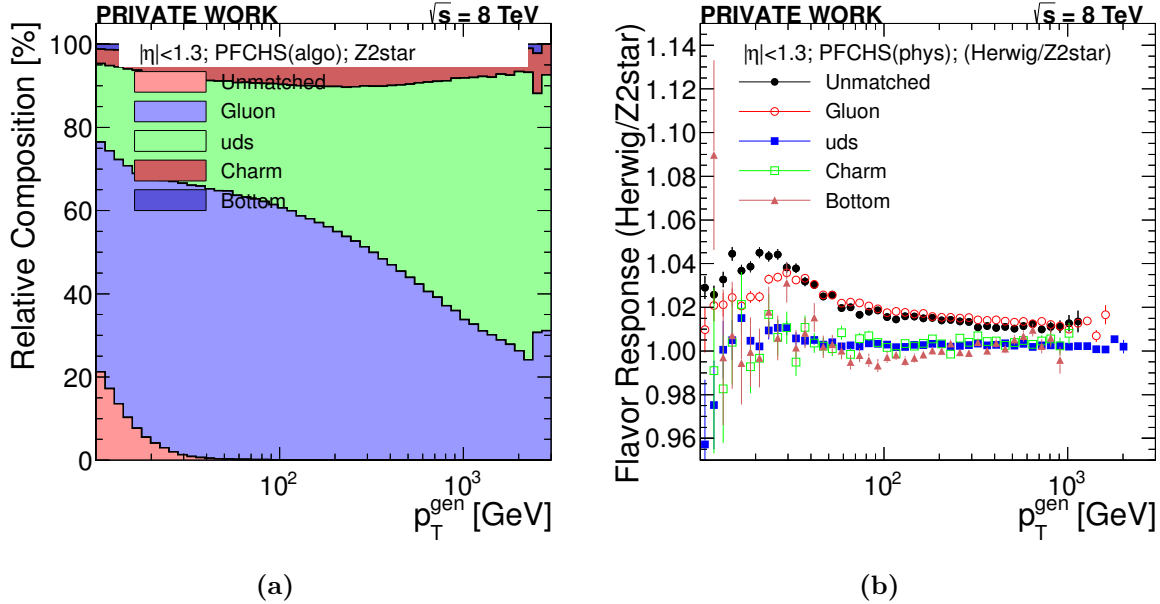 PRIVATE WORK √s = 8 TeV
Relative Composition [%]
100
80
60
40
20
0
|η|<1.3; PFCHS(algo); Z2star
Unmatched
Gluon
uds
Charm
Bottom
10² 10³
p_T^gen [GeV]
(a)
PRIVATE WORK √s = 8 TeV
Flavor Response (Herwig/Z2star)
1.14
1.12
1.10
1.08
1.06
1.04
1.02
1.00
0.98
0.96
|η|<1.3; PFCHS(phys); (Herwig/Z2star)
Unmatched
Gluon
uds
Charm
Bottom
10² 10³
p_T^gen [GeV]
(b)